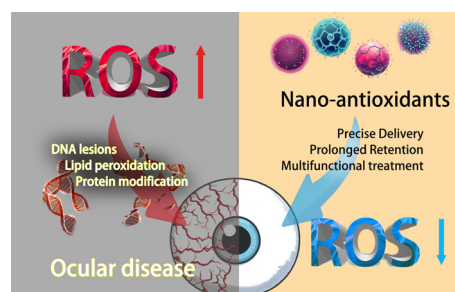 ROS
DNA lesions
Lipid peroxidation
Protein modification
Ocular disease
Nano-antioxidants
Precise Delivery
Prolonged Retention
Multifunctional treatment
ROS